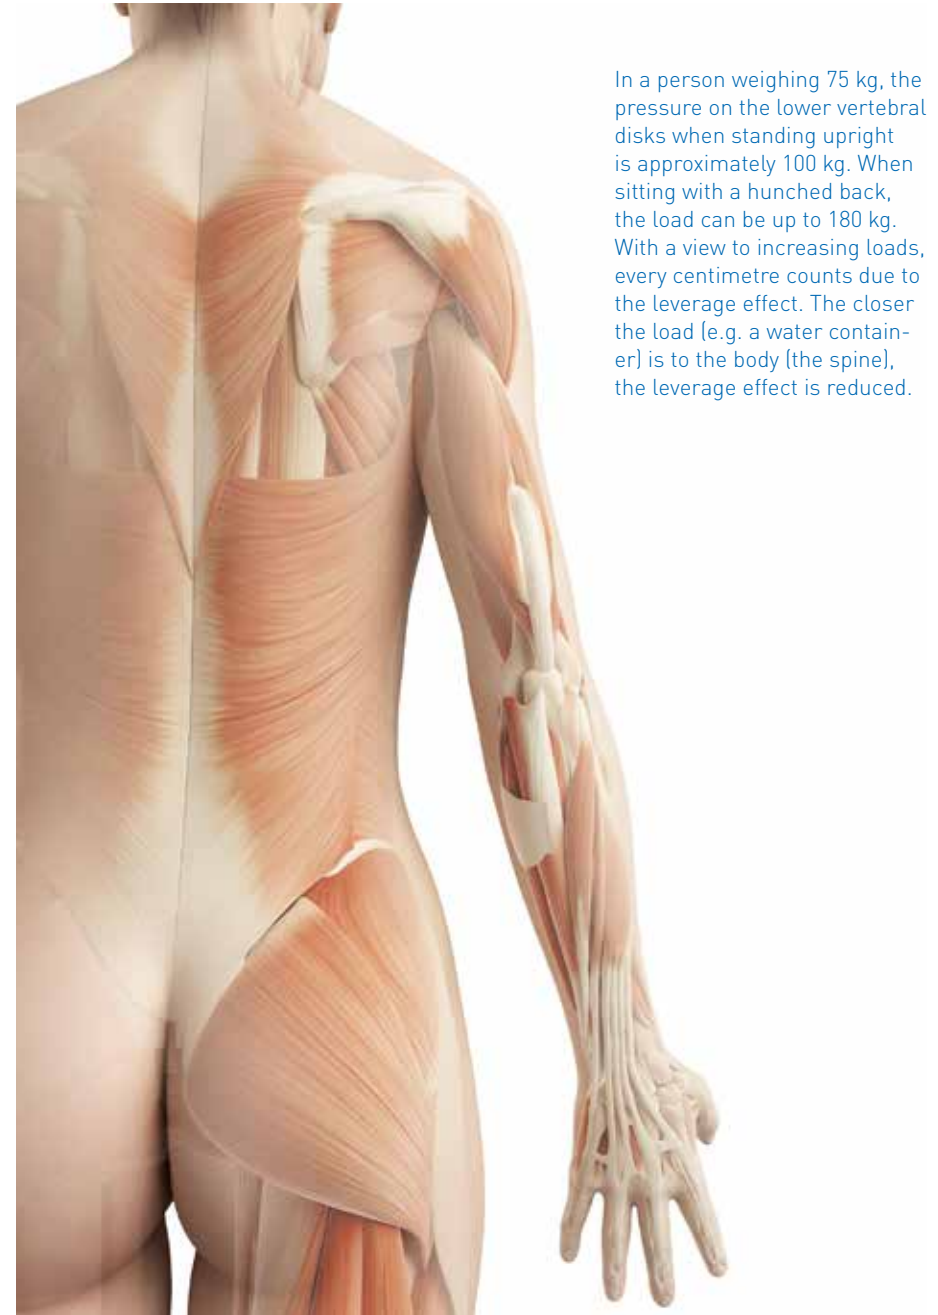 In a person weighing 75 kg, the
pressure on the lower vertebral
disks when standing upright
is approximately 100 kg. When
sitting with a hunched back,
the load can be up to 180 kg.
With a view to increasing loads,
every centimetre counts due to
the leverage effect. The closer
the load (e.g. a water contain-
er) is to the body (the spine),
the leverage effect is reduced.